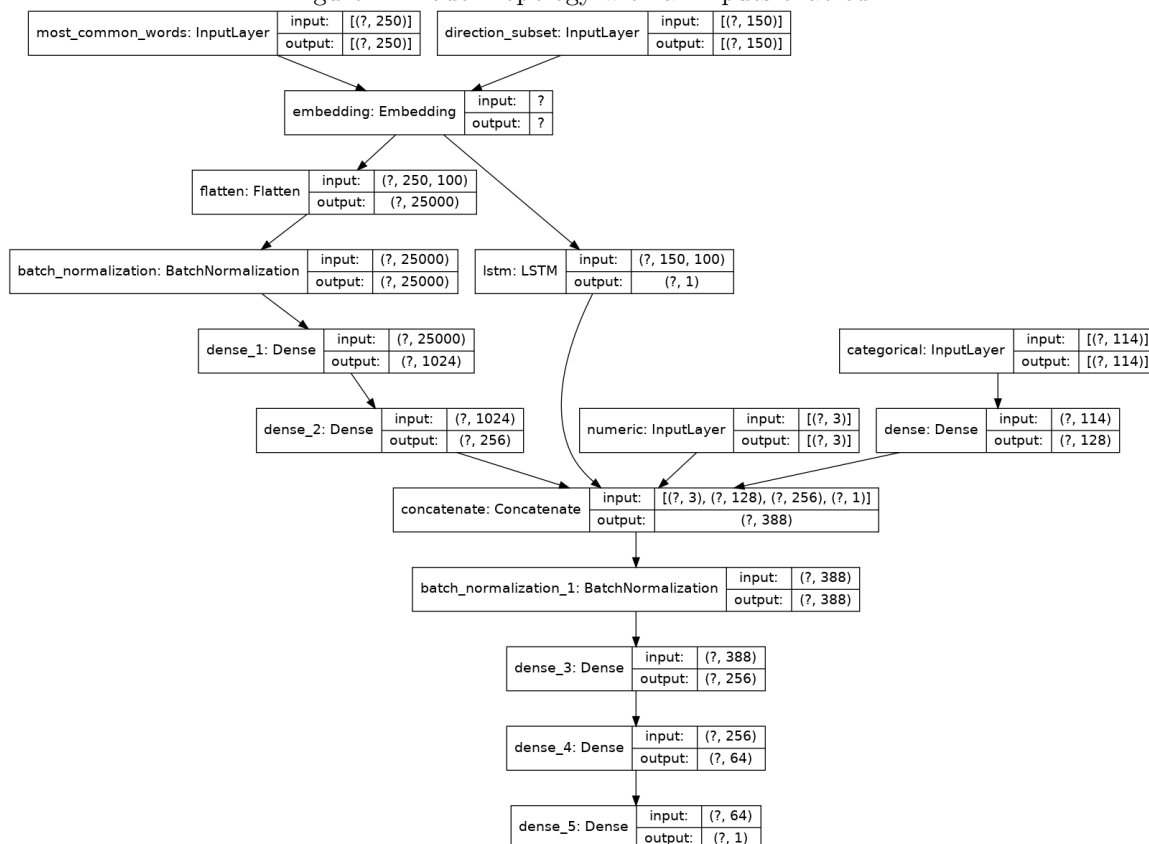 most_common_words: InputLayer
input: [(?, 250)]
output: [(?, 250)]
direction_subset: InputLayer
input: [(?, 150)]
output: [(?, 150)]
embedding: Embedding
input: ?
output: ?
flatten: Flatten
input: (?, 250, 100)
output: (?, 25000)
batch_normalization: BatchNormalization
input: (?, 25000)
output: (?, 25000)
lstm: LSTM
input: (?, 150, 100)
output: (?, 1)
dense_1: Dense
input: (?, 25000)
output: (?, 1024)
categorical: InputLayer
input: [(?, 114)]
output: [(?, 114)]
dense_2: Dense
input: (?, 1024)
output: (?, 256)
numeric: InputLayer
input: [(?, 3)]
output: [(?, 3)]
dense: Dense
input: (?, 114)
output: (?, 128)
concatenate: Concatenate
input: [(?, 3), (?, 128), (?, 256), (?, 1)]
output: (?, 388)
batch_normalization_1: BatchNormalization
input: (?, 388)
output: (?, 388)
dense_3: Dense
input: (?, 388)
output: (?, 256)
dense_4: Dense
input: (?, 256)
output: (?, 64)
dense_5: Dense
input: (?, 64)
output: (?, 1)